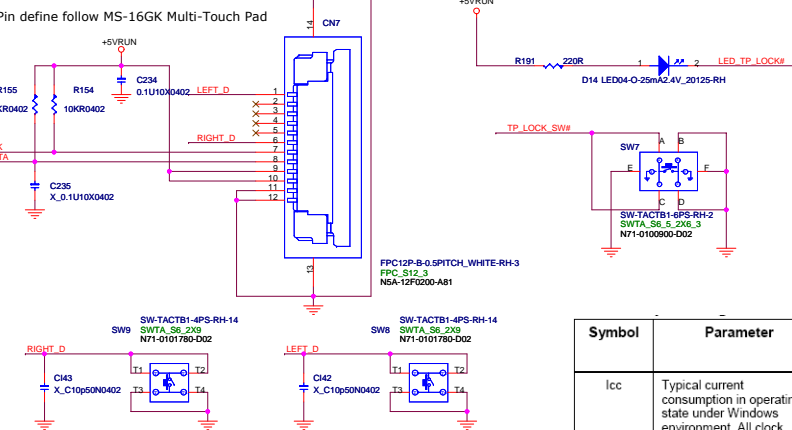 Pin define follow MS-16GK Multi-Touch Pad
+5VRUN
R155
R154
10KR0402
C234
0.1U10X0402
C235
X_0.1U10X0402
LEFT_D
RIGHT_D
14
CN7
1
2
3
4
5
6
7
8
9
10
11
12
13
FPC12P-B-0.5PITCH_WHITE-RH-3
FPC_S12_3
N5A-12F0200-A81
+5VRUN
R191
220R
1
2
LED_TP_LOCK#
D14 LED04-O-25mA2.4V_20125-RH
TP_LOCK_SW#
SW7
A
B
E
F
C
D
SW-TACTB1-6PS-RH-2
SWTA_S6_5_2X6_3
N71-0100900-D02
SW-TACTB1-4PS-RH-14
SW9
SWTA_S6_2X9
N71-0101780-D02
RIGHT_D
CI43
X_C10p50N0402
T1
T2
T3
T4
SW-TACTB1-4PS-RH-14
SW8
SWTA_S6_2X9
N71-0101780-D02
LEFT_D
CI42
X_C10p50N0402
T1
T2
T3
T4
Symbol
Parameter
Icc
Typical current
consumption in operatin
state under Windows
environment. All clock